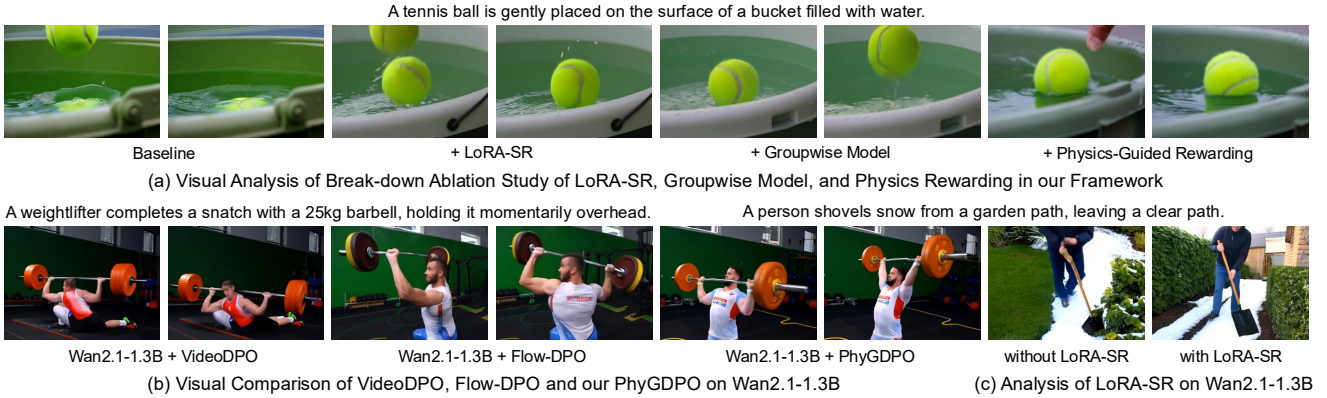 A tennis ball is gently placed on the surface of a bucket filled with water.
Baseline
+ LoRA-SR
+ Groupwise Model
+ Physics-Guided Rewarding
(a) Visual Analysis of Break-down Ablation Study of LoRA-SR, Groupwise Model, and Physics Rewarding in our Framework
A weightlifter completes a snatch with a 25kg barbell, holding it momentarily overhead.
Wan2.1-1.3B + VideoDPO
Wan2.1-1.3B + Flow-DPO
Wan2.1-1.3B + PhyGDPO
(b) Visual Comparison of VideoDPO, Flow-DPO and our PhyGDPO on Wan2.1-1.3B
A person shovels snow from a garden path, leaving a clear path.
without LoRA-SR
with LoRA-SR
(c) Analysis of LoRA-SR on Wan2.1-1.3B